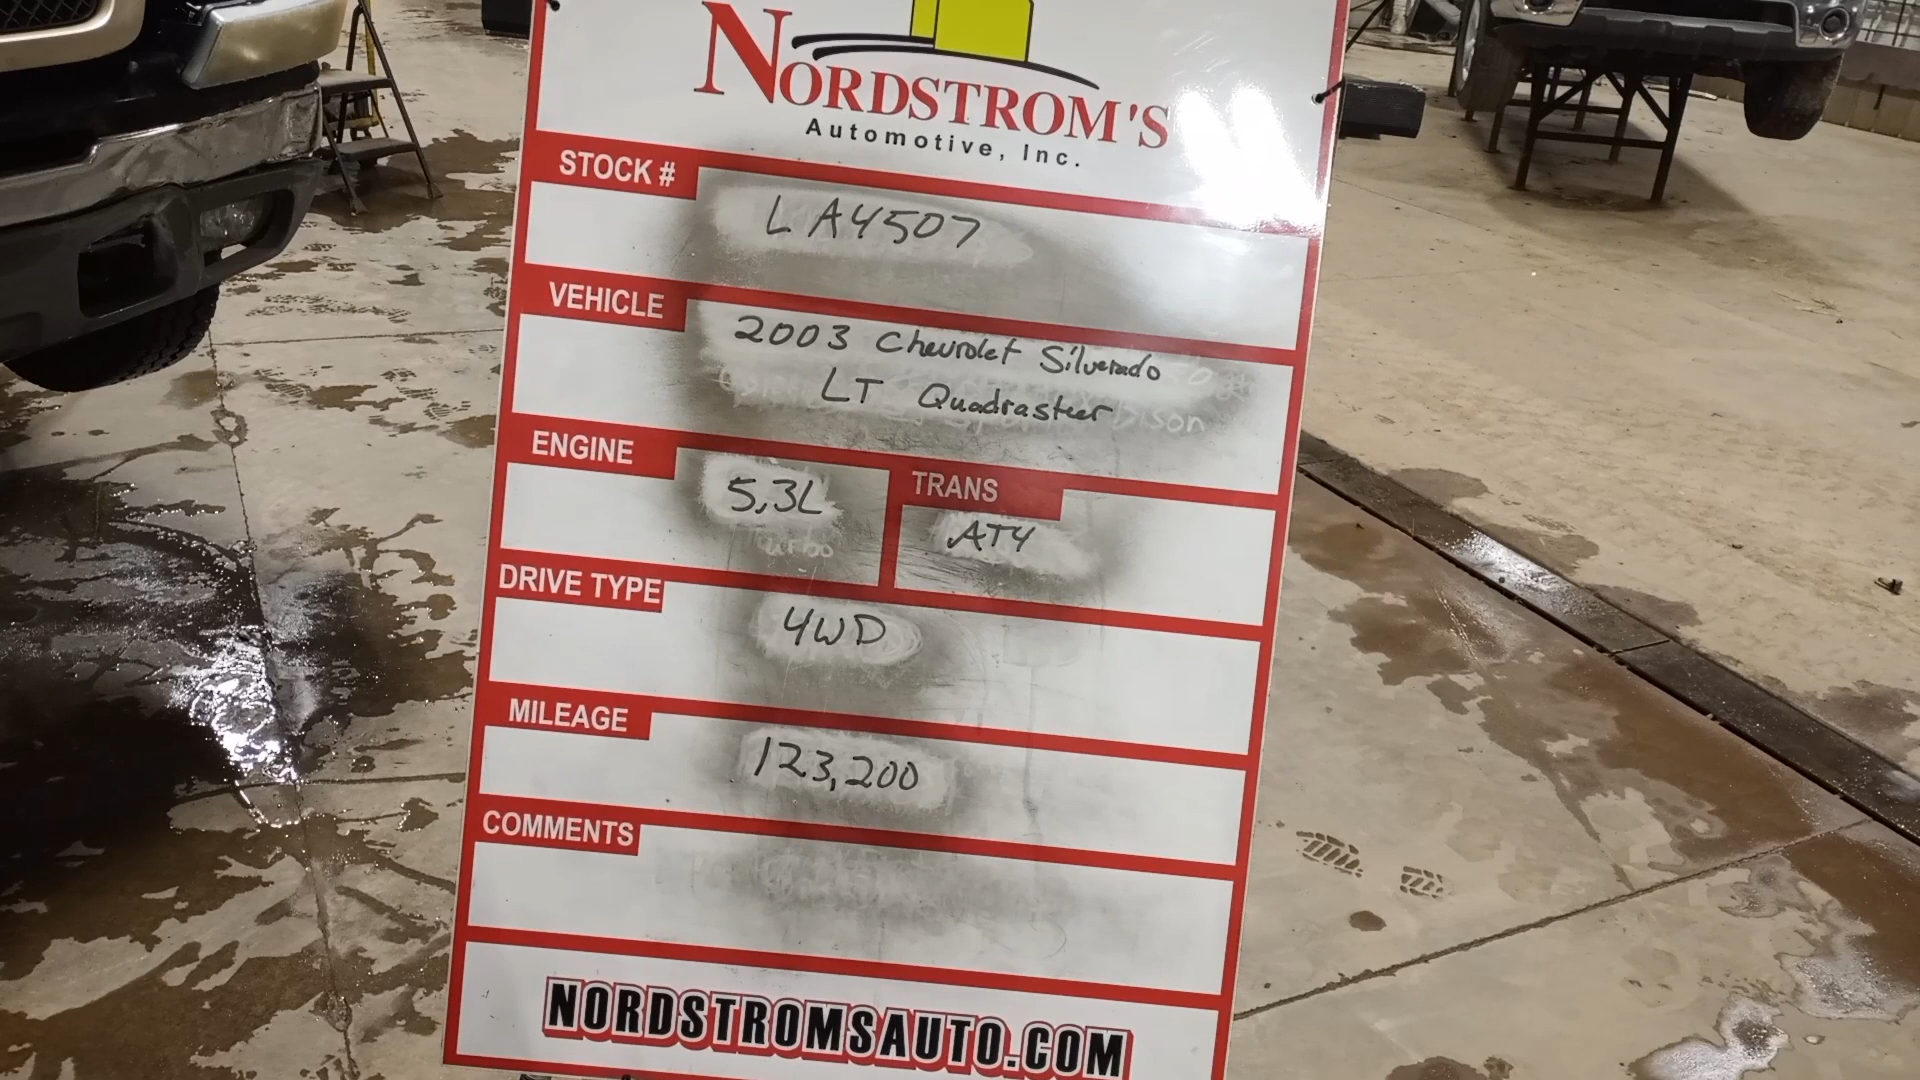 NORDSTROM'S
Automotive, Inc.
STOCK #
LA4507
VEHICLE
2003 Chevrolet Silverado
LT Quadrasteer
ENGINE
5,3L
TRANS
AT4
DRIVE TYPE
4WD
MILEAGE
123,200
COMMENTS
NORDSTROMSAUTO.COM